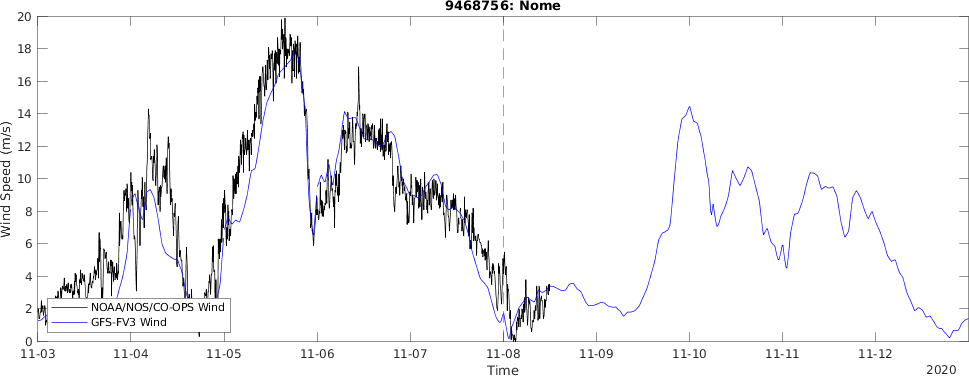 9468756: Nome
Wind Speed (m/s)
20
18
16
14
12
10
8
6
4
2
0
NOAA/NOS/CO-OPS Wind
GFS-FV3 Wind
11-03 11-04 11-05 11-06 11-07 11-08 11-09 11-10 11-11 11-12
Time
2020